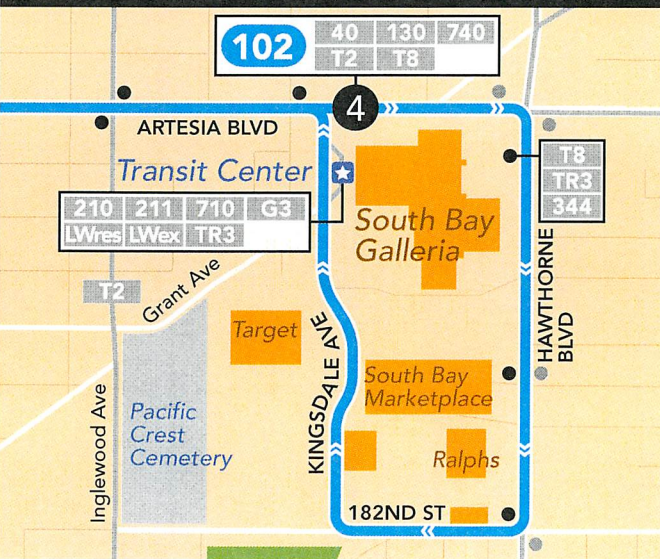 102 40 130 740
T2 T8
4
ARTESIA BLVD
Transit Center
210 211 710 G3
LWres LWex TR3
T8
TR3
344
South Bay
Galleria
T2
Grant Ave
Target
KINGSDALE AVE
HAWTHORNE
BLVD
South Bay
Marketplace
Inglewood Ave
Pacific
Crest
Cemetery
Ralphs
182ND ST